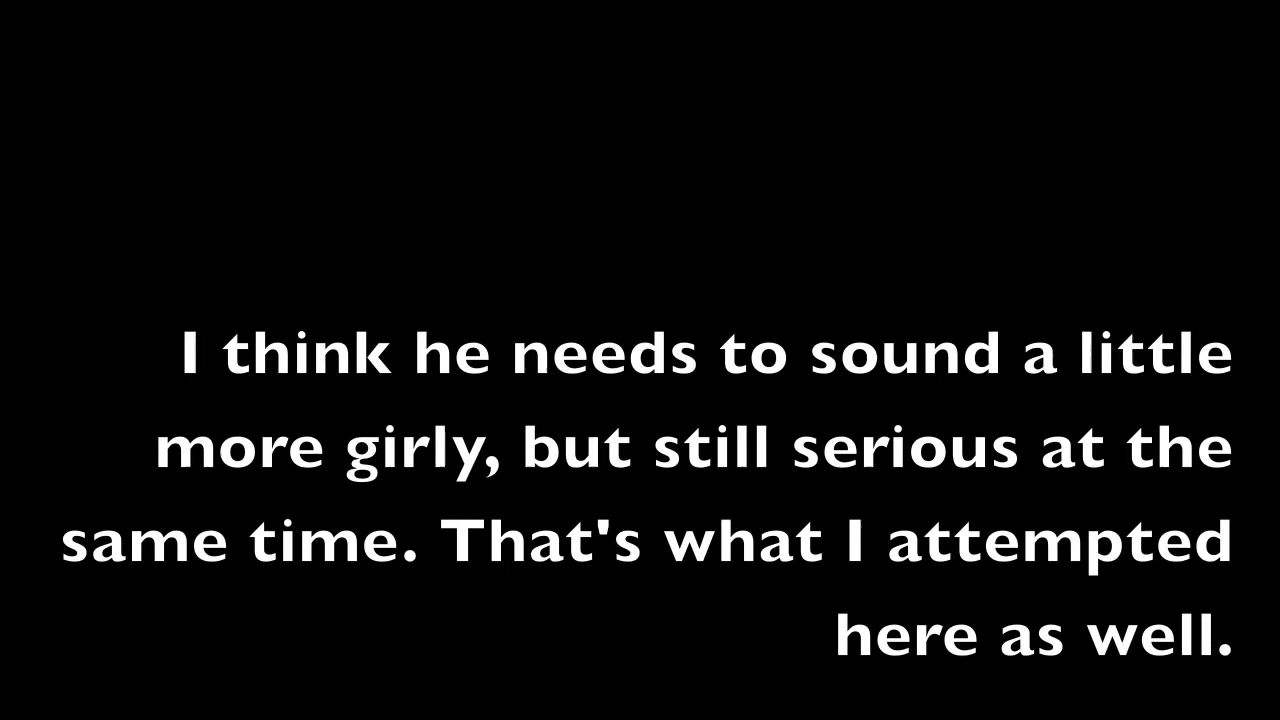 I think he needs to sound a little
more girly, but still serious at the
same time. That's what I attempted
here as well.